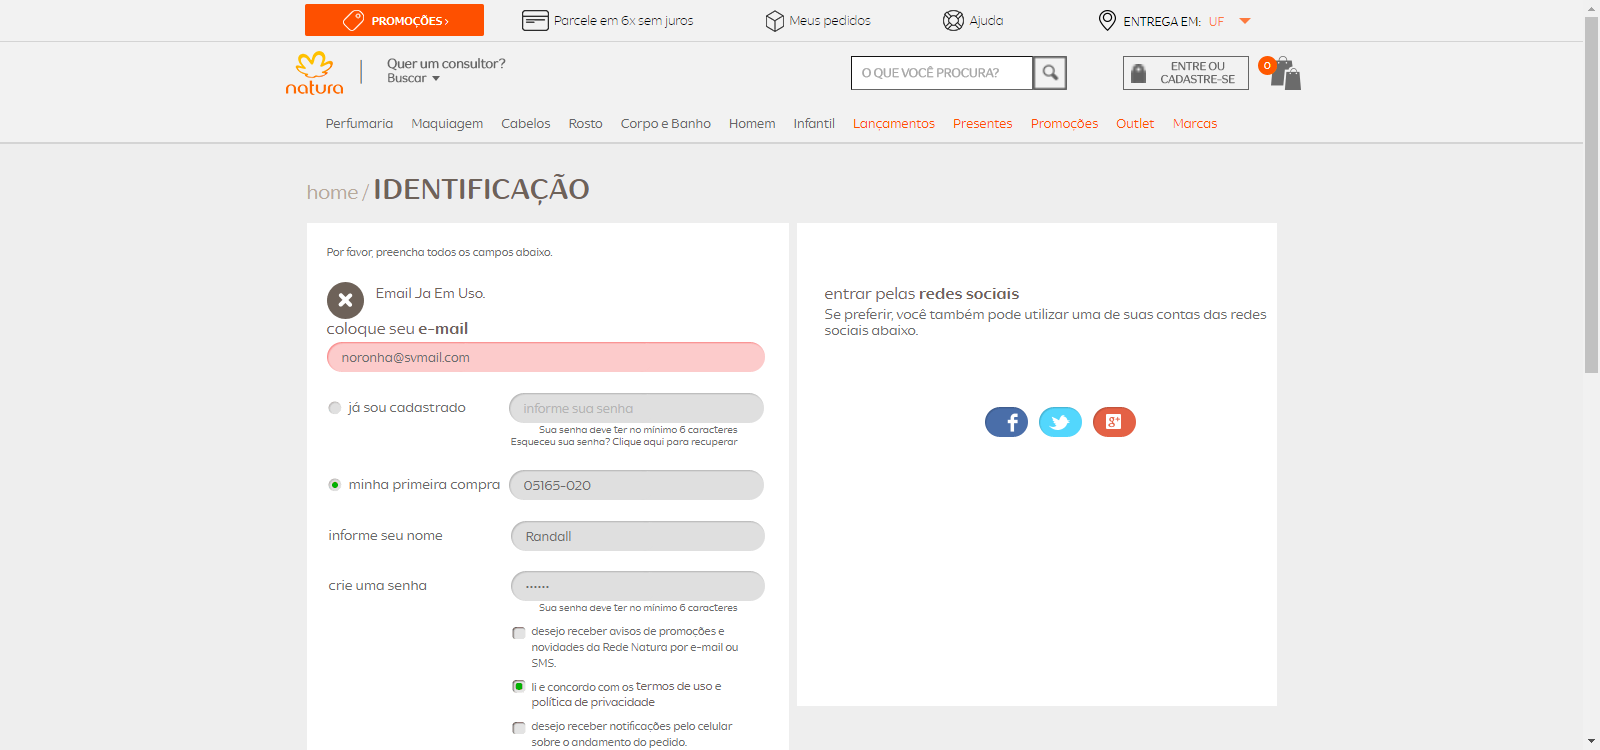 PROMOÇÕES ›
Parcele em 6x sem juros
Meus pedidos
Ajuda
ENTREGA EM: UF
natura
Quer um consultor?
Buscar
O QUE VOCÊ PROCURA?
ENTRE OU
CADASTRE-SE
0
Perfumaria Maquiagem Cabelos Rosto Corpo e Banho Homem Infantil Lançamentos Presentes Promoções Outlet Marcas
home / IDENTIFICAÇÃO
Por favor, preencha todos os campos abaixo.
Email Ja Em Uso.
coloque seu e-mail
noronha@svmail.com
já sou cadastrado
informe sua senha
Sua senha deve ter no mínimo 6 caracteres
Esqueceu sua senha? Clique aqui para recuperar
minha primeira compra
05165-020
informe seu nome
Randall
crie uma senha
••••••
Sua senha deve ter no mínimo 6 caracteres
desejo receber avisos de promoções e
novidades da Rede Natura por e-mail ou
SMS.
li e concordo com os termos de uso e
política de privacidade
desejo receber notificações pelo celular
sobre o andamento do pedido.
entrar pelas redes sociais
Se preferir, você também pode utilizar uma de suas contas das redes
sociais abaixo.
f
g+